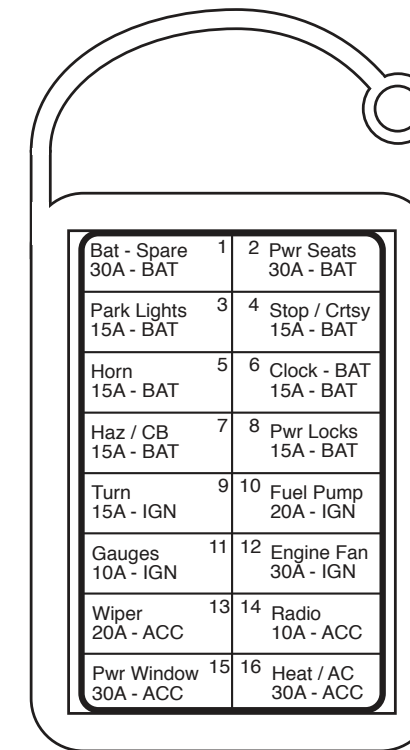 Bat - Spare 1
30A - BAT
2 Pwr Seats
30A - BAT
Park Lights 3
15A - BAT
4 Stop / Crtsy
15A - BAT
Horn 5
15A - BAT
6 Clock - BAT
15A - BAT
Haz / CB 7
15A - BAT
8 Pwr Locks
15A - BAT
Turn 9
15A - IGN
10 Fuel Pump
20A - IGN
Gauges 11
10A - IGN
12 Engine Fan
30A - IGN
Wiper 13
20A - ACC
14 Radio
10A - ACC
Pwr Window 15
30A - ACC
16 Heat / AC
30A - ACC